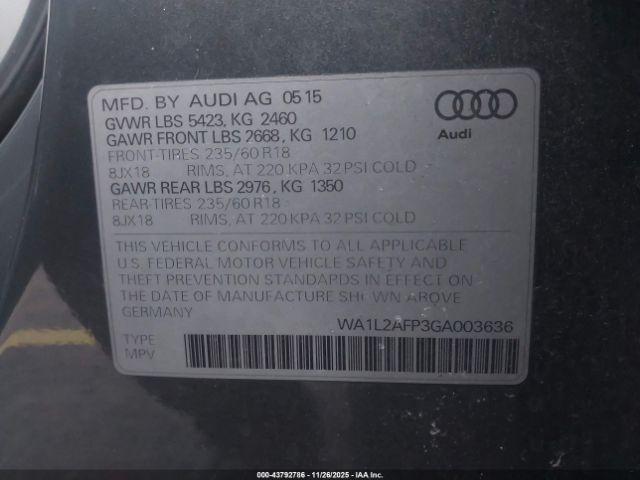 MFD. BY AUDI AG 05 15
GVWR LBS 5423, KG 2460
GAWR FRONT LBS 2668, KG 1210
FRONT-TIRES 235/60 R18
8JX18 RIMS, AT 220 KPA 32 PSI COLD
GAWR REAR LBS 2976, KG 1350
REAR-TIRES 235/60 R18
8JX18 RIMS, AT 220 KPA 32 PSI COLD
Audi
THIS VEHICLE CONFORMS TO ALL APPLICABLE
U.S. FEDERAL MOTOR VEHICLE SAFETY AND
THEFT PREVENTION STANDARDS IN EFFECT ON
THE DATE OF MANUFACTURE SHOWN ABOVE
GERMANY
WA1L2AFP3GA003636
TYPE
MPV
000-43792786 - 11/26/2025 - IAA Inc.